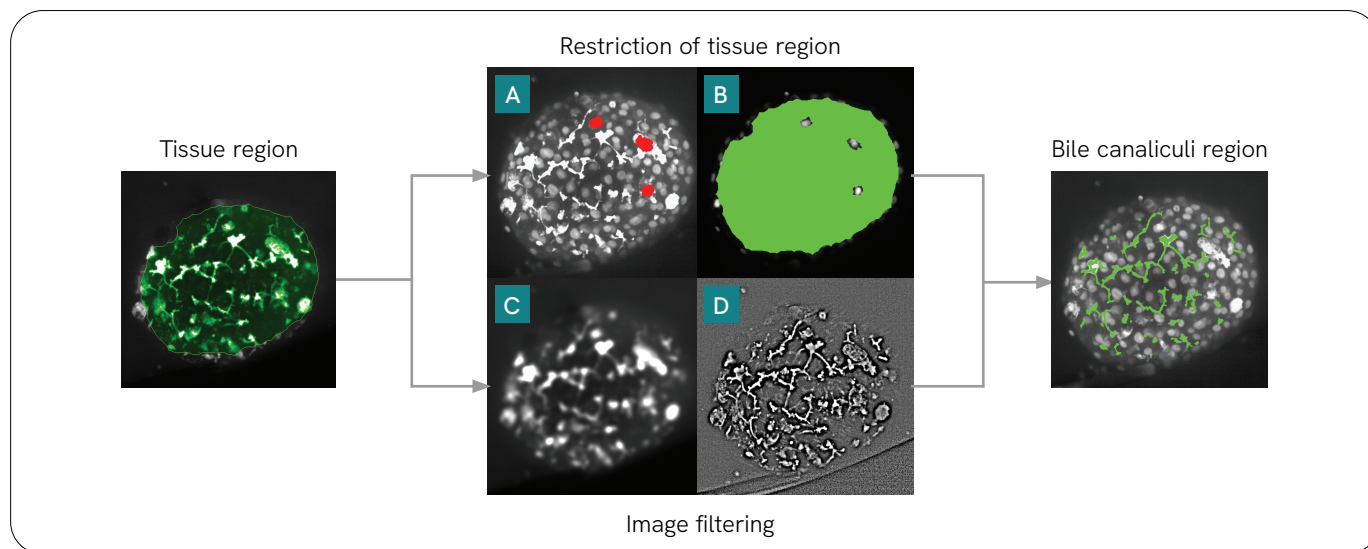 Restriction of tissue region
A
B
Tissue region
Bile canaliculi region
C
D
Image filtering